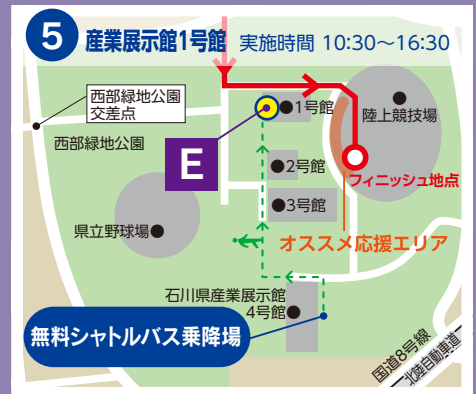 5 産業展示館1号館 実施時間 10:30～16:30
西部緑地公園
交差点
西部緑地公園
E
●1号館
陸上競技場
●2号館
フィニッシュ地点
●3号館
県立野球場●
オススメ応援エリア
石川県産業展示館
4号館●
無料シャトルバス乗降場
国道8号線
北陸自動車道